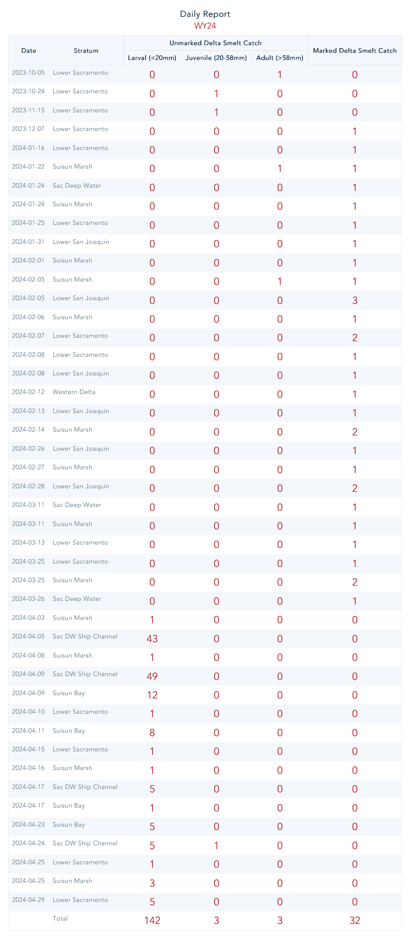 Daily Report
WY24
Unmarked Delta Smelt Catch
Date Stratum Marked Delta Smelt Catch
Larval (<20mm) Juvenile (20-58mm) Adult (>58mm)
2023-10-05 Lower Sacramento 0 0 1 0
2023-10-24 Lower Sacramento 0 1 0 0
2023-11-15 Lower Sacramento 0 1 0 0
2023-12-07 Lower Sacramento 0 0 0 1
2024-01-16 Lower Sacramento 0 0 0 1
2024-01-22 Suisun Marsh 0 0 1 1
2024-01-24 Sac Deep Water 0 0 0 1
2024-01-24 Suisun Marsh 0 0 0 1
2024-01-25 Lower Sacramento 0 0 0 1
2024-01-31 Lower San Joaquin 0 0 0 1
2024-02-01 Suisun Marsh 0 0 0 1
2024-02-05 Suisun Marsh 0 0 1 1
2024-02-05 Lower San Joaquin 0 0 0 3
2024-02-06 Suisun Marsh 0 0 0 1
2024-02-07 Lower Sacramento 0 0 0 2
2024-02-08 Lower Sacramento 0 0 0 1
2024-02-08 Lower San Joaquin 0 0 0 1
2024-02-12 Western Delta 0 0 0 1
2024-02-13 Lower San Joaquin 0 0 0 1
2024-02-14 Suisun Marsh 0 0 0 2
2024-02-26 Lower San Joaquin 0 0 0 1
2024-02-27 Suisun Marsh 0 0 0 1
2024-02-28 Lower San Joaquin 0 0 0 2
2024-03-11 Sac Deep Water 0 0 0 1
2024-03-11 Suisun Marsh 0 0 0 1
2024-03-13 Lower Sacramento 0 0 0 1
2024-03-25 Lower Sacramento 0 0 0 1
2024-03-25 Suisun Marsh 0 0 0 2
2024-03-26 Sac Deep Water 0 0 0 1
2024-04-03 Suisun Marsh 1 0 0 0
2024-04-05 Sac DW Ship Channel 43 0 0 0
2024-04-08 Suisun Marsh 1 0 0 0
2024-04-09 Sac DW Ship Channel 49 0 0 0
2024-04-09 Suisun Bay 12 0 0 0
2024-04-10 Lower Sacramento 1 0 0 0
2024-04-11 Suisun Bay 8 0 0 0
2024-04-15 Lower Sacramento 1 0 0 0
2024-04-16 Suisun Marsh 1 0 0 0
2024-04-17 Sac DW Ship Channel 5 0 0 0
2024-04-17 Suisun Bay 1 0 0 0
2024-04-23 Suisun Bay 5 0 0 0
2024-04-24 Sac DW Ship Channel 5 1 0 0
2024-04-25 Lower Sacramento 1 0 0 0
2024-04-25 Suisun Marsh 3 0 0 0
2024-04-29 Lower Sacramento 5 0 0 0
Total 142 3 3 32